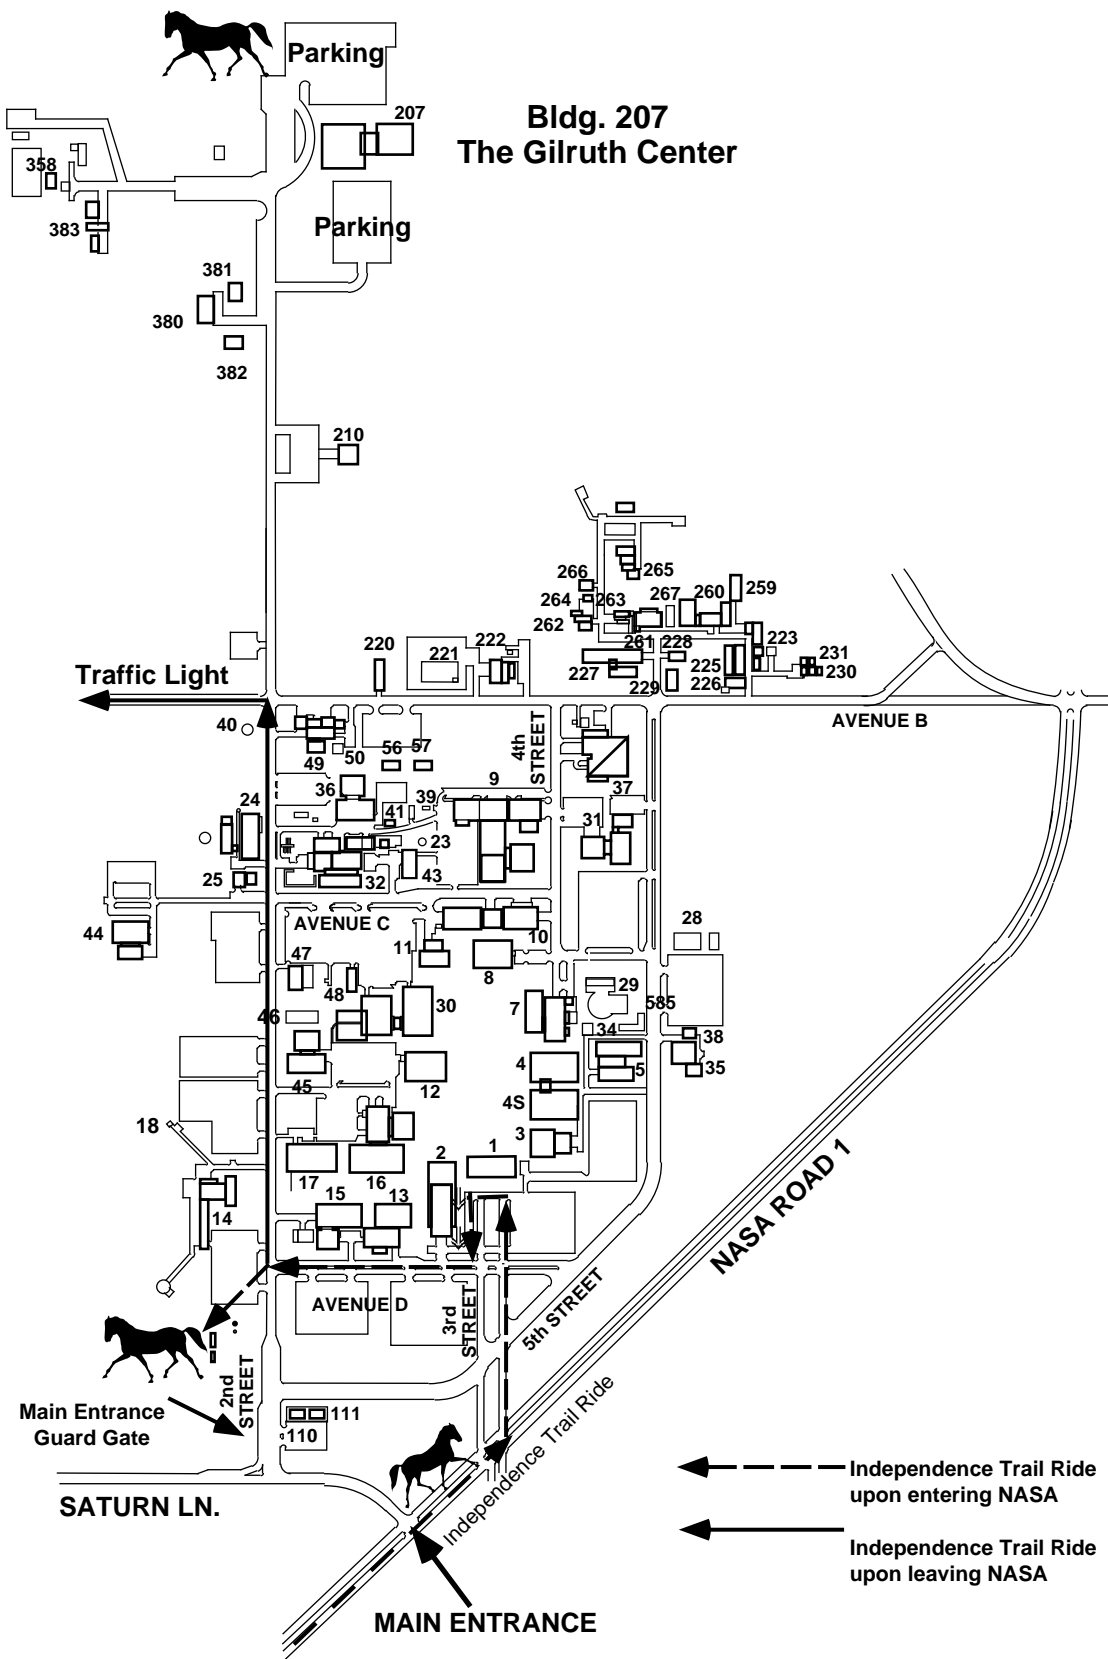 Parking
207
Bldg. 207
The Gilruth Center
358
383
Parking
381
380
382
210
266
265
264
263
267
260
259
262
261
228
223
231
230
220
221
222
227
229
225
226
Traffic Light
40
AVENUE B
4th
STREET
49
50
56
57
36
9
37
24
39
41
31
23
25
32
43
44
AVENUE C
11
10
28
47
8
48
30
7
29
585
46
34
38
4
5
35
45
12
4S
18
3
2
1
17
16
15
13
14
NASA ROAD 1
AVENUE D
3rd
STREET
5th STREET
2nd
STREET
Main Entrance
Guard Gate
111
110
Independence Trail Ride
SATURN LN.
MAIN ENTRANCE
Independence Trail Ride
upon entering NASA
Independence Trail Ride
upon leaving NASA